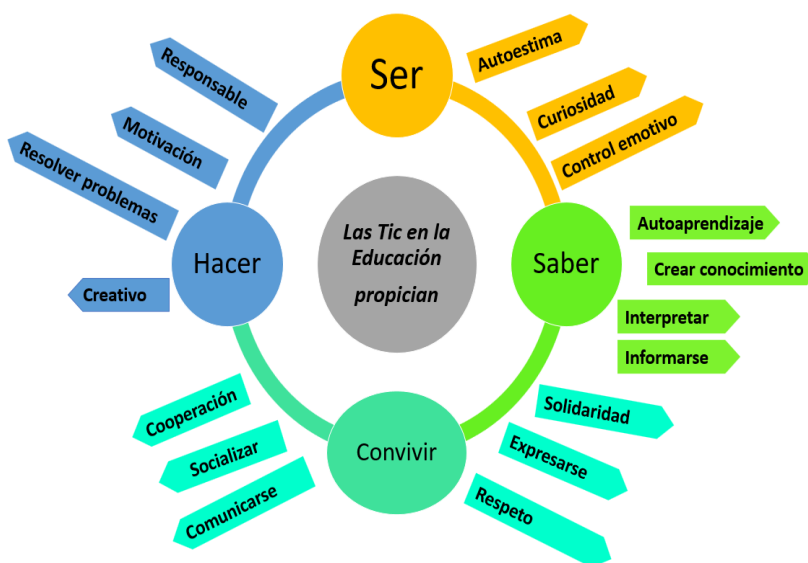 Ser
Autoestima
Curiosidad
Control emotivo
Responsable
Motivación
Resolver problemas
Hacer
Creativo
Las Tic en la
Educación
propician
Saber
Autoaprendizaje
Crear conocimiento
Interpretar
Informarse
Convivir
Cooperación
Socializar
Comunicarse
Solidaridad
Expresarse
Respeto